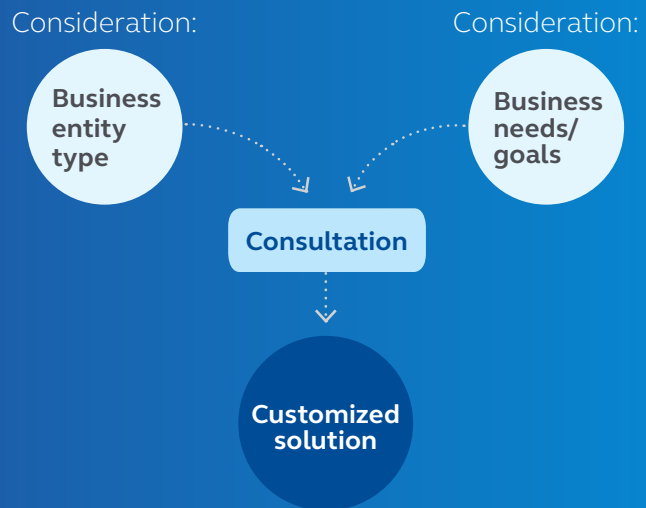 Consideration:
Business
entity
type
Consideration:
Business
needs/
goals
Consultation
Customized
solution